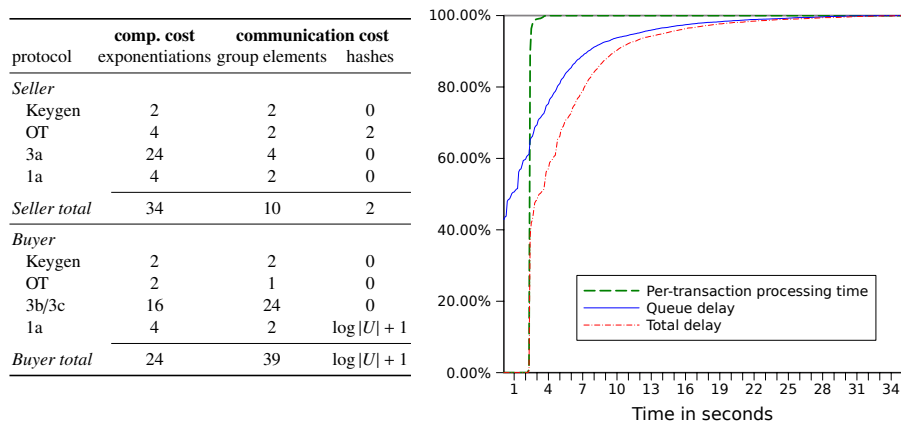 comp. cost communication cost
protocol exponentiations group elements hashes
Seller
Keygen 2 2 0
OT 4 2 2
3a 24 4 0
1a 4 2 0
Seller total 34 10 2
Buyer
Keygen 2 2 0
OT 2 1 0
3b/3c 16 24 0
1a 4 2 log |U| + 1
Buyer total 24 39 log |U| + 1
100.00%
80.00%
60.00%
40.00%
20.00%
0.00%
Per-transaction processing time
Queue delay
Total delay
1 4 7 10 13 16 19 22 25 28 31 34
Time in seconds